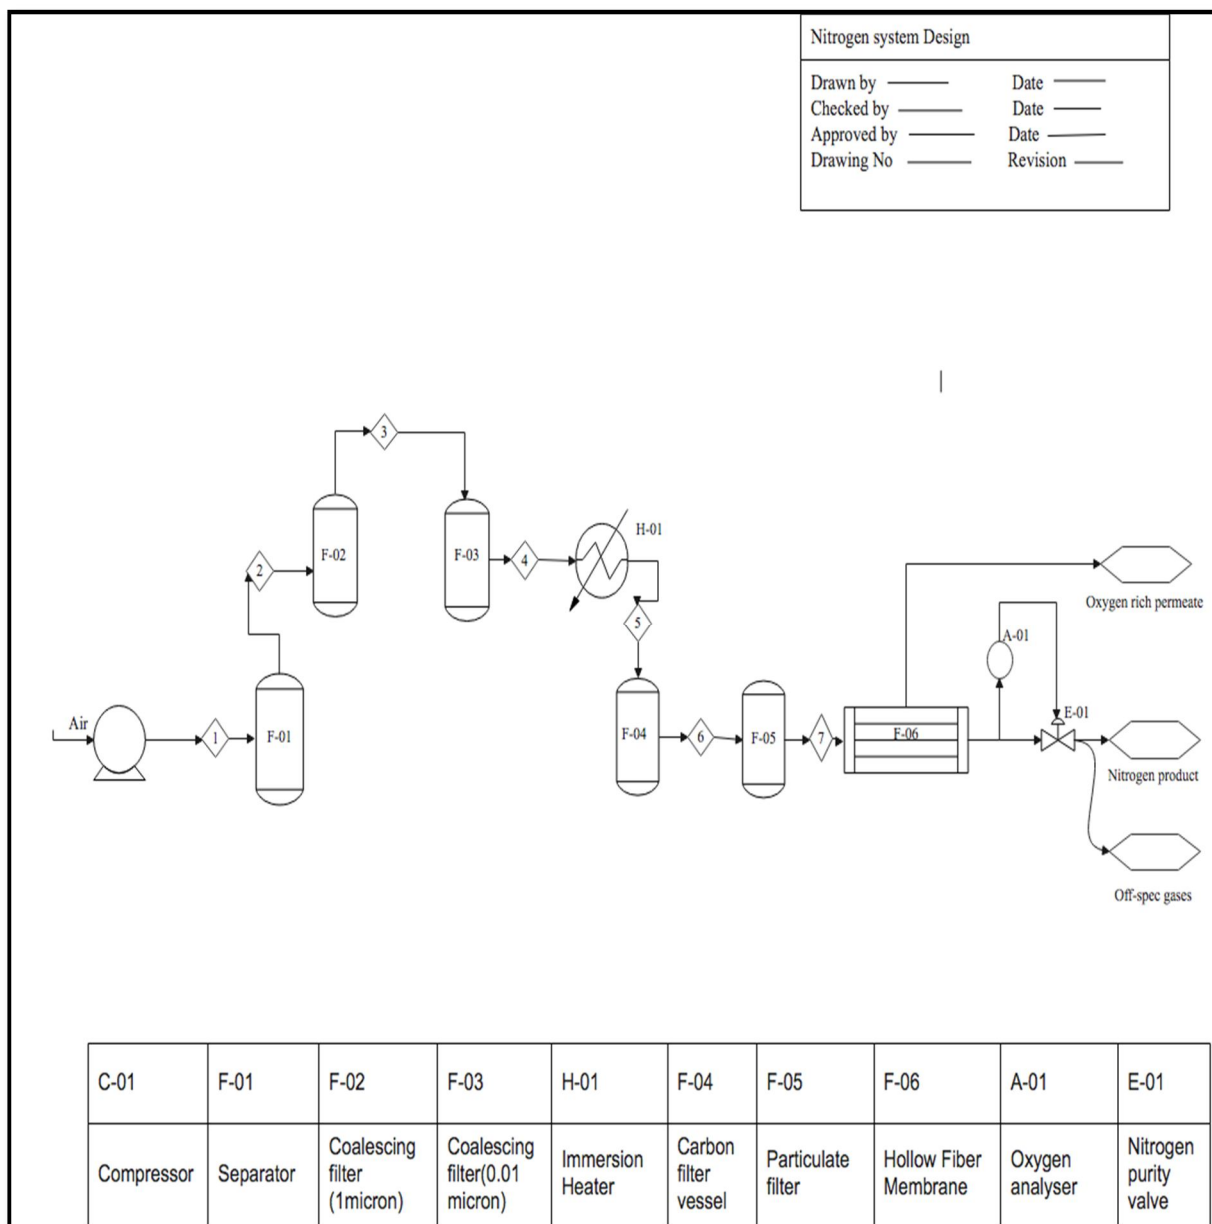 Nitrogen system Design
Drawn by Date
Checked by Date
Approved by Date
Drawing No Revision
3
F-02
F-03
H-01
2
4
5
Oxygen rich permeate
A-01
Air
1
F-01
F-04
6
F-05
7
F-06
E-01
Nitrogen product
Off-spec gases
C-01 F-01 F-02 F-03 H-01 F-04 F-05 F-06 A-01 E-01
Compressor
Separator
Coalescing
filter
(1micron)
Coalescing
filter(0.01
micron)
Immersion
Heater
Carbon
filter
vessel
Particulate
filter
Hollow Fiber
Membrane
Oxygen
analyser
Nitrogen
purity
valve